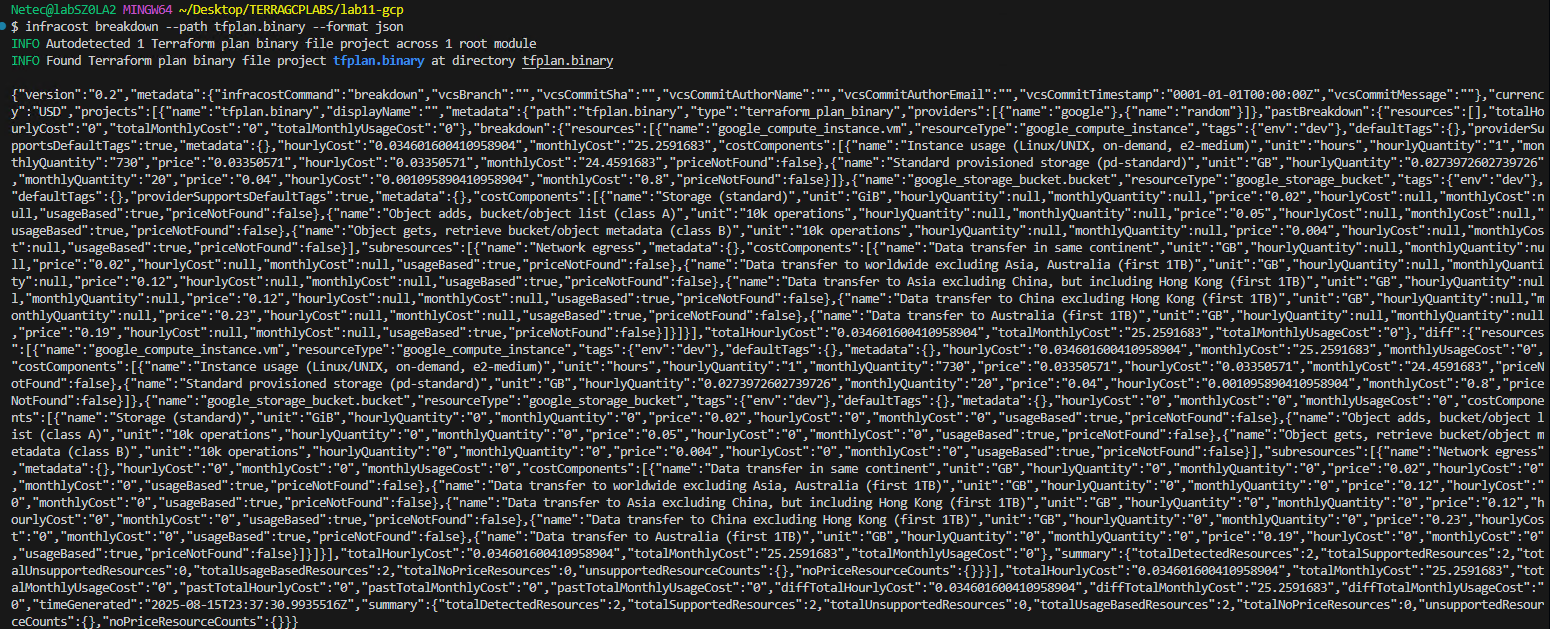 Netec@labSZ0LA2 MINGW64 ~/Desktop/TERRAGCPLABS/lab11-gcp
$ infracost breakdown --path tfplan.binary --format json
INFO Autodetected 1 Terraform plan binary file project across 1 root module
INFO Found Terraform plan binary file project tfplan.binary at directory tfplan.binary
{"version":"0.2","metadata":{"infracostCommand":"breakdown","vcsBranch":"","vcsCommitSha":"","vcsCommitAuthorName":"","vcsCommitAuthorEmail":"","vcsCommitTimestamp":"0001-01-01T00:00:00Z","vcsCommitMessage":""},"currenc
y":"USD","projects":[{"name":"tfplan.binary","displayName":"","metadata":{"path":"tfplan.binary","type":"terraform_plan_binary","providers":[{"name":"google"},{"name":"random"}]},"pastBreakdown":{"resources":[],"totalHo
urlyCost":"0","totalMonthlyCost":"0","totalMonthlyUsageCost":"0"},"breakdown":{"resources":[{"name":"google_compute_instance.vm","resourceType":"google_compute_instance","tags":{"env":"dev"},"defaultTags":{},"providerSu
pportsDefaultTags":true,"metadata":{},"hourlyCost":"0.034601600410958904","monthlyCost":"25.2591683","costComponents":[{"name":"Instance usage (Linux/UNIX, on-demand, e2-medium)","unit":"hours","hourlyQuantity":"1","mon
thlyQuantity":"730","price":"0.03350571","hourlyCost":"0.03350571","monthlyCost":"24.4591683","priceNotFound":false},{"name":"Standard provisioned storage (pd-standard)","unit":"GB","hourlyQuantity":"0.0273972602739726"
,"monthlyQuantity":"20","price":"0.04","hourlyCost":"0.001095890410958904","monthlyCost":"0.8","priceNotFound":false}]},{"name":"google_storage_bucket.bucket","resourceType":"google_storage_bucket","tags":{"env":"dev"},
"defaultTags":{},"providerSupportsDefaultTags":true,"metadata":{},"costComponents":[{"name":"Storage (standard)","unit":"GiB","hourlyQuantity":null,"monthlyQuantity":null,"price":"0.02","hourlyCost":null,"monthlyCost":n
ull,"usageBased":true,"priceNotFound":false},{"name":"Object adds, bucket/object list (class A)","unit":"10k operations","hourlyQuantity":null,"monthlyQuantity":null,"price":"0.05","hourlyCost":null,"monthlyCost":null,
"usageBased":true,"priceNotFound":false},{"name":"Object gets, retrieve bucket/object metadata (class B)","unit":"10k operations","hourlyQuantity":null,"monthlyQuantity":null,"price":"0.004","hourlyCost":null,"monthlyCos
t":null,"usageBased":true,"priceNotFound":false}],"subresources":[{"name":"Network egress","metadata":{},"costComponents":[{"name":"Data transfer in same continent","unit":"GB","hourlyQuantity":null,"monthlyQuantity":nu
ll,"price":"0.02","hourlyCost":null,"monthlyCost":null,"usageBased":true,"priceNotFound":false},{"name":"Data transfer to worldwide excluding Asia, Australia (first 1TB)","unit":"GB","hourlyQuantity":null,"monthlyQuanti
ty":null,"price":"0.12","hourlyCost":null,"monthlyCost":null,"usageBased":true,"priceNotFound":false},{"name":"Data transfer to Asia excluding China, but including Hong Kong (first 1TB)","unit":"GB","hourlyQuantity":nul
l,"monthlyQuantity":null,"price":"0.12","hourlyCost":null,"monthlyCost":null,"usageBased":true,"priceNotFound":false},{"name":"Data transfer to China excluding Hong Kong (first 1TB)","unit":"GB","hourlyQuantity":null,"m
onthlyQuantity":null,"price":"0.23","hourlyCost":null,"monthlyCost":null,"usageBased":true,"priceNotFound":false},{"name":"Data transfer to Australia (first 1TB)","unit":"GB","hourlyQuantity":null,"monthlyQuantity":null
,"price":"0.19","hourlyCost":null,"monthlyCost":null,"usageBased":true,"priceNotFound":false}]}]}],"totalHourlyCost":"0.034601600410958904","totalMonthlyCost":"25.2591683","totalMonthlyUsageCost":"0"},"diff":{"resources
":[{"name":"google_compute_instance.vm","resourceType":"google_compute_instance","tags":{"env":"dev"},"defaultTags":{},"metadata":{},"hourlyCost":"0.034601600410958904","monthlyCost":"25.2591683","monthlyUsageCost":"0",
"costComponents":[{"name":"Instance usage (Linux/UNIX, on-demand, e2-medium)","unit":"hours","hourlyQuantity":"1","monthlyQuantity":"730","price":"0.03350571","hourlyCost":"0.03350571","monthlyCost":"24.4591683","priceN
otFound":false},{"name":"Standard provisioned storage (pd-standard)","unit":"GB","hourlyQuantity":"0.0273972602739726","monthlyQuantity":"20","price":"0.04","hourlyCost":"0.001095890410958904","monthlyCost":"0.8","price
NotFound":false}]},{"name":"google_storage_bucket.bucket","resourceType":"google_storage_bucket","tags":{"env":"dev"},"defaultTags":{},"metadata":{},"hourlyCost":"0","monthlyCost":"0","monthlyUsageCost":"0","costCompone
nts":[{"name":"Storage (standard)","unit":"GiB","hourlyQuantity":"0","monthlyQuantity":"0","price":"0.02","hourlyCost":"0","monthlyCost":"0","usageBased":true,"priceNotFound":false},{"name":"Object adds, bucket/object l
ist (class A)","unit":"10k operations","hourlyQuantity":"0","monthlyQuantity":"0","price":"0.05","hourlyCost":"0","monthlyCost":"0","usageBased":true,"priceNotFound":false},{"name":"Object gets, retrieve bucket/object m
etadata (class B)","unit":"10k operations","hourlyQuantity":"0","monthlyQuantity":"0","price":"0.004","hourlyCost":"0","monthlyCost":"0","usageBased":true,"priceNotFound":false}],"subresources":[{"name":"Network egress"
,"metadata":{},"hourlyCost":"0","monthlyCost":"0","monthlyUsageCost":"0","costComponents":[{"name":"Data transfer in same continent","unit":"GB","hourlyQuantity":"0","monthlyQuantity":"0","price":"0.02","hourlyCost":"0"
,"monthlyCost":"0","usageBased":true,"priceNotFound":false},{"name":"Data transfer to worldwide excluding Asia, Australia (first 1TB)","unit":"GB","hourlyQuantity":"0","monthlyQuantity":"0","price":"0.12","hourlyCost":"
0","monthlyCost":"0","usageBased":true,"priceNotFound":false},{"name":"Data transfer to Asia excluding China, but including Hong Kong (first 1TB)","unit":"GB","hourlyQuantity":"0","monthlyQuantity":"0","price":"0.12","h
ourlyCost":"0","monthlyCost":"0","usageBased":true,"priceNotFound":false},{"name":"Data transfer to China excluding Hong Kong (first 1TB)","unit":"GB","hourlyQuantity":"0","monthlyQuantity":"0","price":"0.23","hourlyCos
t":"0","monthlyCost":"0","usageBased":true,"priceNotFound":false},{"name":"Data transfer to Australia (first 1TB)","unit":"GB","hourlyQuantity":"0","monthlyQuantity":"0","price":"0.19","hourlyCost":"0","monthlyCost":"0"
,"usageBased":true,"priceNotFound":false}]}]}],"totalHourlyCost":"0.034601600410958904","totalMonthlyCost":"25.2591683","totalMonthlyUsageCost":"0"},"summary":{"totalDetectedResources":2,"totalSupportedResources":2,"tot
alUnsupportedResources":0,"totalUsageBasedResources":2,"totalNoPriceResources":0,"unsupportedResourceCounts":{},"noPriceResourceCounts":{}}}],"totalHourlyCost":"0.034601600410958904","totalMonthlyCost":"25.2591683","tot
alMonthlyUsageCost":"0","pastTotalHourlyCost":"0","pastTotalMonthlyCost":"0","pastTotalMonthlyUsageCost":"0","diffTotalHourlyCost":"0.034601600410958904","diffTotalMonthlyCost":"25.2591683","diffTotalMonthlyUsageCost":"
0","timeGenerated":"2025-08-15T23:37:30.9935516Z","summary":{"totalDetectedResources":2,"totalSupportedResources":2,"totalUnsupportedResources":0,"totalUsageBasedResources":2,"totalNoPriceResources":0,"unsupportedResour
ceCounts":{},"noPriceResourceCounts":{}}}